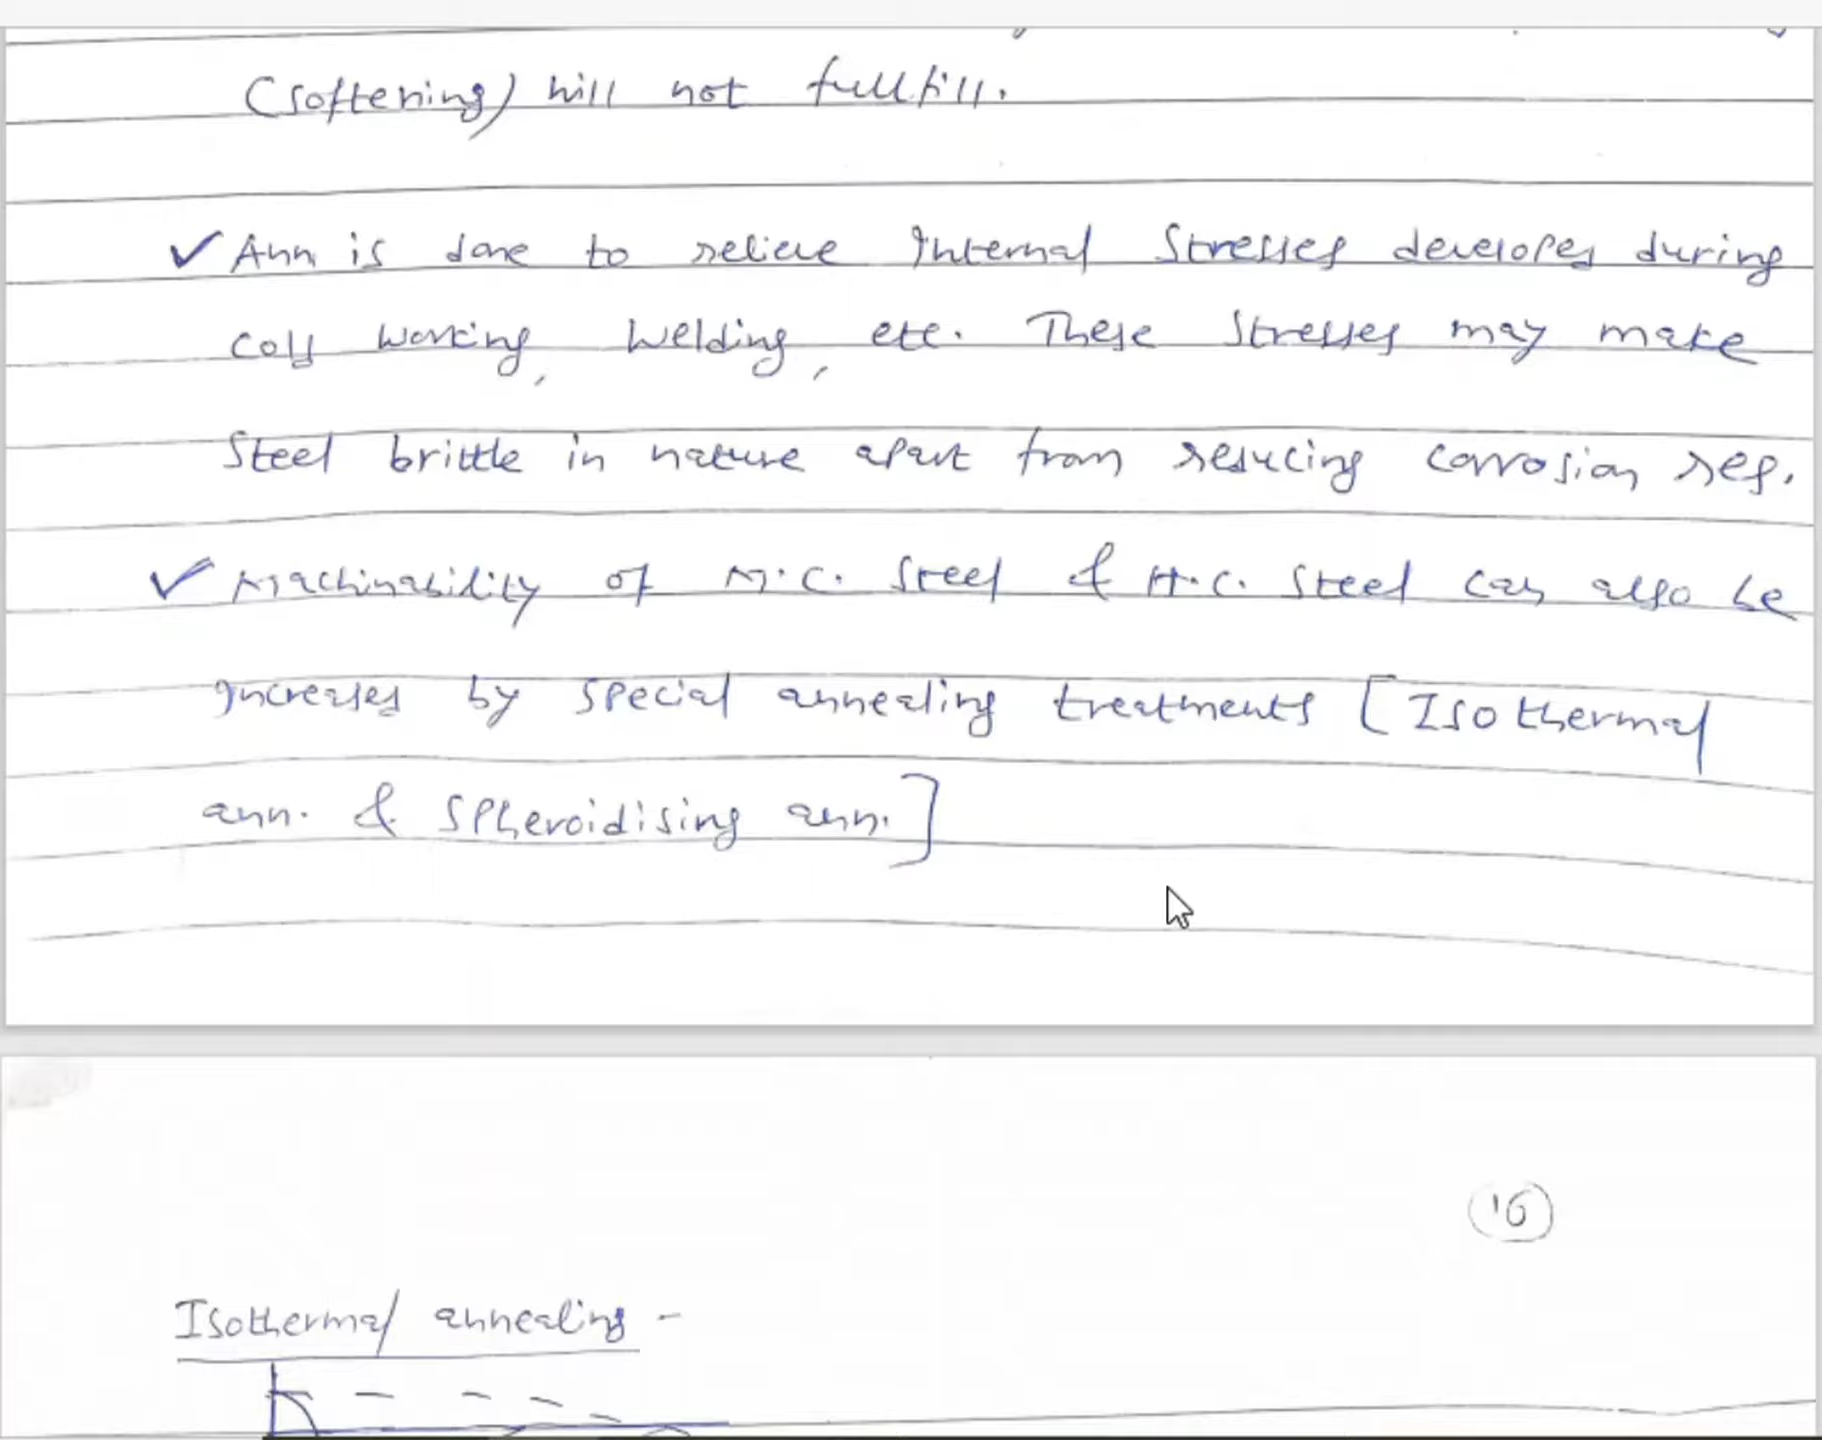 (softening) will not fullfill.
✓ Ann. is done to relieve Internal Stresses developed during
cold working, welding, etc. These stresses may make
steel brittle in nature apart from reducing corrosion res.
✓ Machinability of M.C. Steel & H.C. Steel can also be
increased by special annealing treatments [Isothermal
ann. & spheroidising ann.]
16
Isothermal annealing -